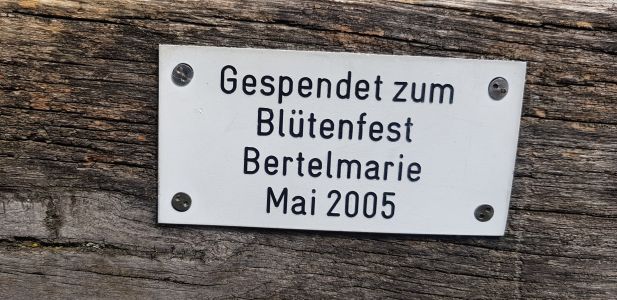 Gespendet zum
Blütenfest
Bertelmarie
Mai 2005